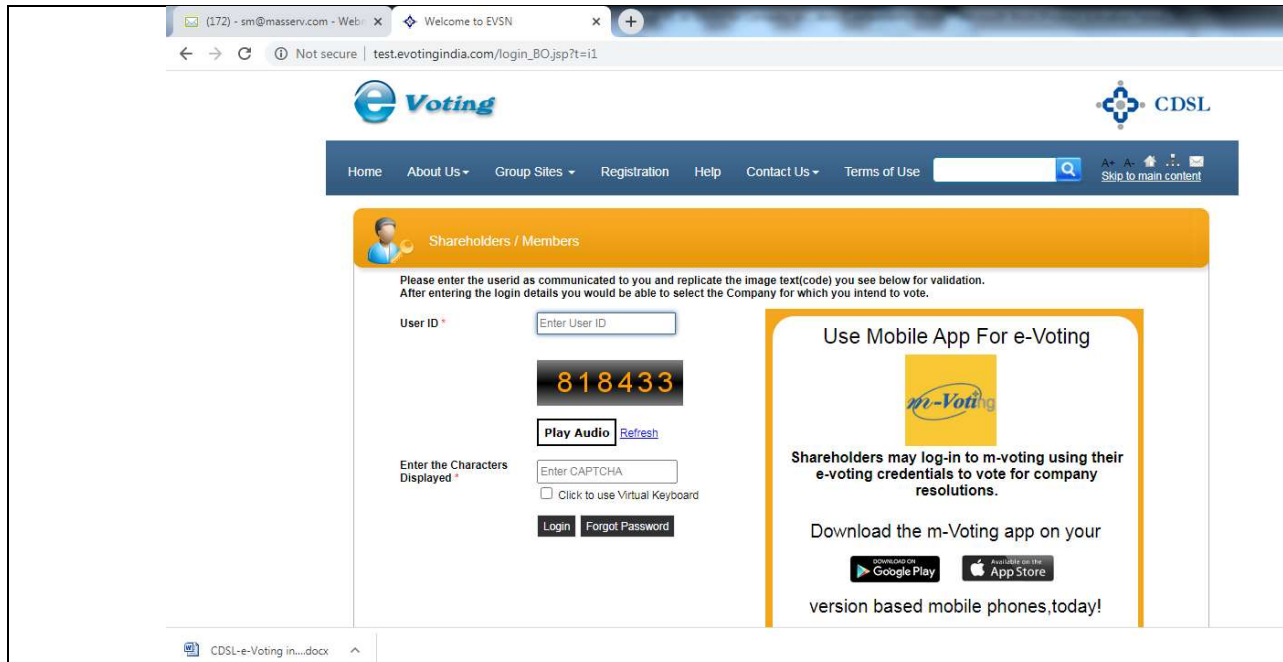 (172) - sm@masserv.com - Web
Welcome to EVSN
Not secure | test.evotingindia.com/login_BO.jsp?t=i1
e Voting
CDSL
Home About Us Group Sites Registration Help Contact Us Terms of Use
A+ A-
Skip to main content
Shareholders / Members
Please enter the userid as communicated to you and replicate the image text(code) you see below for validation.
After entering the login details you would be able to select the Company for which you intend to vote.
User ID *
Enter User ID
818433
Play Audio Refresh
Enter the Characters
Displayed *
Enter CAPTCHA
Click to use Virtual Keyboard
Login Forgot Password
Use Mobile App For e-Voting
m-Voting
Shareholders may log-in to m-voting using their
e-voting credentials to vote for company
resolutions.
Download the m-Voting app on your
DOWNLOAD ON
Google Play
Available on the
App Store
version based mobile phones,today!
CDSL-e-Voting in....docx